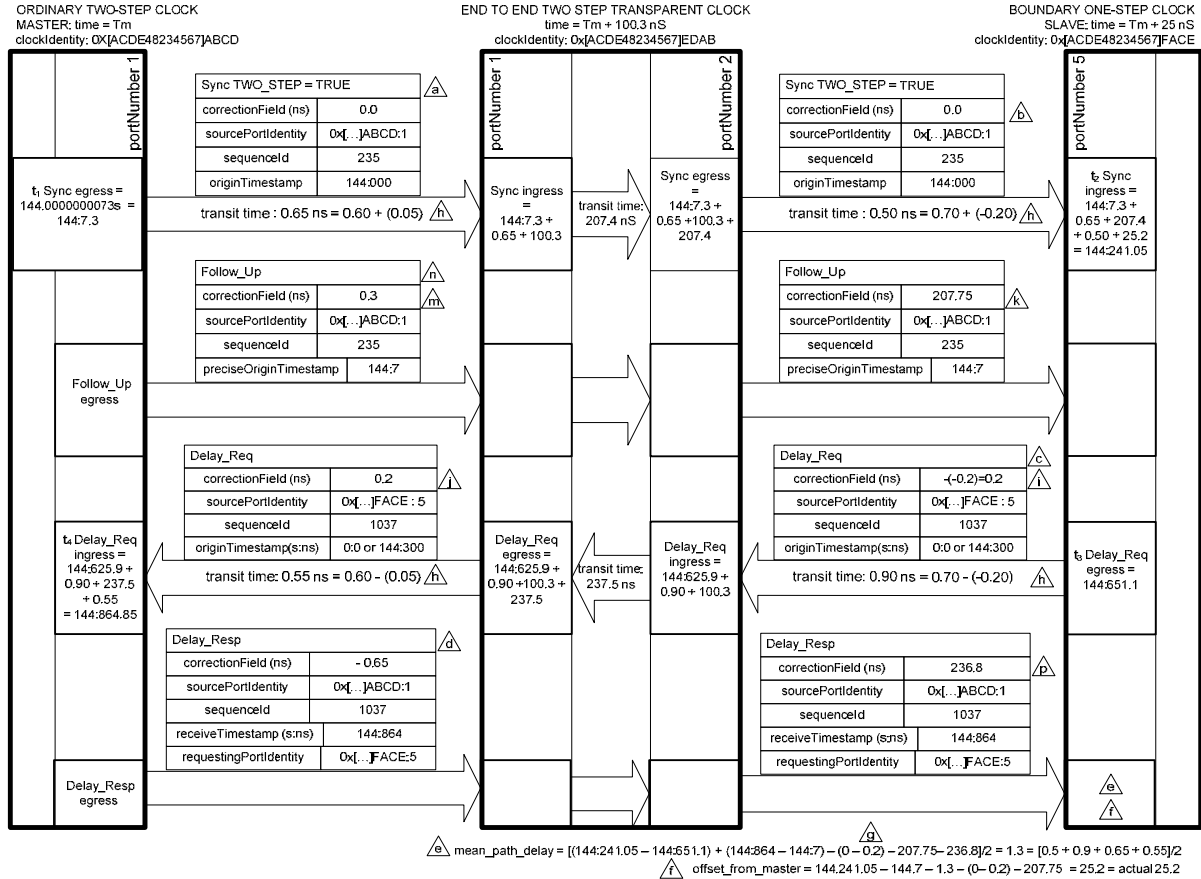 ORDINARY TWO-STEP CLOCK
MASTER: time = Tm
clockIdentity: 0X[ACDE48234567]ABCD
END TO END TWO STEP TRANSPARENT CLOCK
time = Tm + 100.3 nS
clockIdentity: 0x[ACDE48234567]EDAB
BOUNDARY ONE-STEP CLOCK
SLAVE: time = Tm + 25 nS
clockIdentity: 0x[ACDE48234567]FACE
portNumber 1
portNumber 1
portNumber 2
portNumber 5
Sync TWO_STEP = TRUE
a
correctionField (ns) 0.0
sourcePortIdentity 0x[...]ABCD:1
sequenceId 235
originTimestamp 144:000
transit time : 0.65 ns = 0.60 + (0.05) h
Sync TWO_STEP = TRUE
correctionField (ns) 0.0
b
sourcePortIdentity 0x[...]ABCD:1
sequenceId 235
originTimestamp 144:000
transit time : 0.50 ns = 0.70 + (-0.20) h
t1 Sync egress =
144.0000000073s =
144:7.3
Sync ingress
=
144:7.3 +
0.65 + 100.3
transit time:
207.4 nS
Sync egress
=
144:7.3 +
0.65 +100.3 +
207.4
t2 Sync
ingress =
144:7.3 +
0.65 + 207.4
+ 0.50 + 25.2
= 144:241.05
Follow_Up
n
correctionField (ns) 0.3
m
sourcePortIdentity 0x[...]ABCD:1
sequenceId 235
preciseOriginTimestamp 144:7
Follow_Up
correctionField (ns) 207.75
k
sourcePortIdentity 0x[...]ABCD:1
sequenceId 235
preciseOriginTimestamp 144:7
Follow_Up
egress
Delay_Req
correctionField (ns) 0.2
j
sourcePortIdentity 0x[...]FACE : 5
sequenceId 1037
originTimestamp(s:ns) 0:0 or 144:300
transit time: 0.55 ns = 0.60 - (0.05) h
Delay_Req
c
correctionField (ns) -(-0.2)=0.2
i
sourcePortIdentity 0x[...]FACE : 5
sequenceId 1037
originTimestamp(s:ns) 0:0 or 144:300
transit time: 0.90 ns = 0.70 - (-0.20) h
t4 Delay_Req
ingress =
144:625.9 +
0.90 + 237.5
+ 0.55
= 144:864.85
Delay_Req
egress =
144:625.9 +
0.90 +100.3 +
237.5
transit time:
237.5 ns
Delay_Req
ingress =
144:625.9 +
0.90 + 100.3
t3 Delay_Req
egress =
144:651.1
Delay_Resp
d
correctionField (ns) - 0.65
sourcePortIdentity 0x[...]ABCD:1
sequenceId 1037
receiveTimestamp (s:ns) 144:864
requestingPortIdentity 0x[...]FACE:5
Delay_Resp
correctionField (ns) 236.8
p
sourcePortIdentity 0x[...]ABCD:1
sequenceId 1037
receiveTimestamp (s:ns) 144:864
requestingPortIdentity 0x[...]FACE:5
Delay_Resp
egress
e
f
g
e mean_path_delay = [(144:241.05 – 144:651.1) + (144:864 – 144:7) – (0 – 0.2) – 207.75 – 236.8]/2 = 1.3 = [0.5 + 0.9 + 0.65 + 0.55]/2
f offset_from_master = 144.241.05 – 144.7 – 1.3 – (0 – 0.2) – 207.75 = 25.2 = actual 25.2